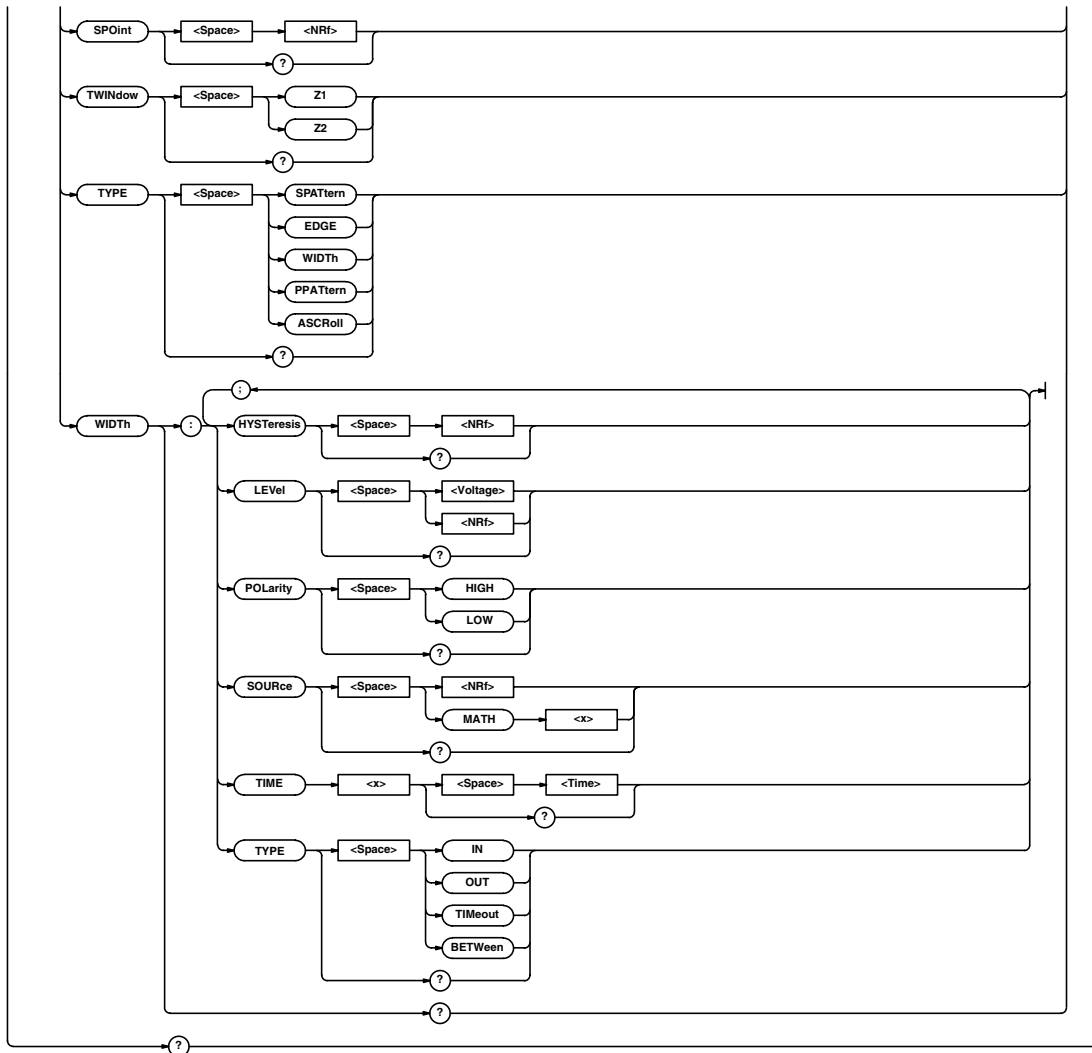 SPOint <Space> <NRf>
?
TWINdow <Space> Z1
Z2
?
TYPE <Space> SPATtern
EDGE
WIDTh
PPATtern
ASCRoll
?
;
WIDTh : HYSTeresis <Space> <NRf>
?
LEVel <Space> <Voltage>
<NRf>
?
POLarity <Space> HIGH
LOW
?
SOURce <Space> <NRf>
MATH <x>
?
TIME <x> <Space> <Time>
?
TYPE <Space> IN
OUT
TIMeout
BETWeen
?
?
?